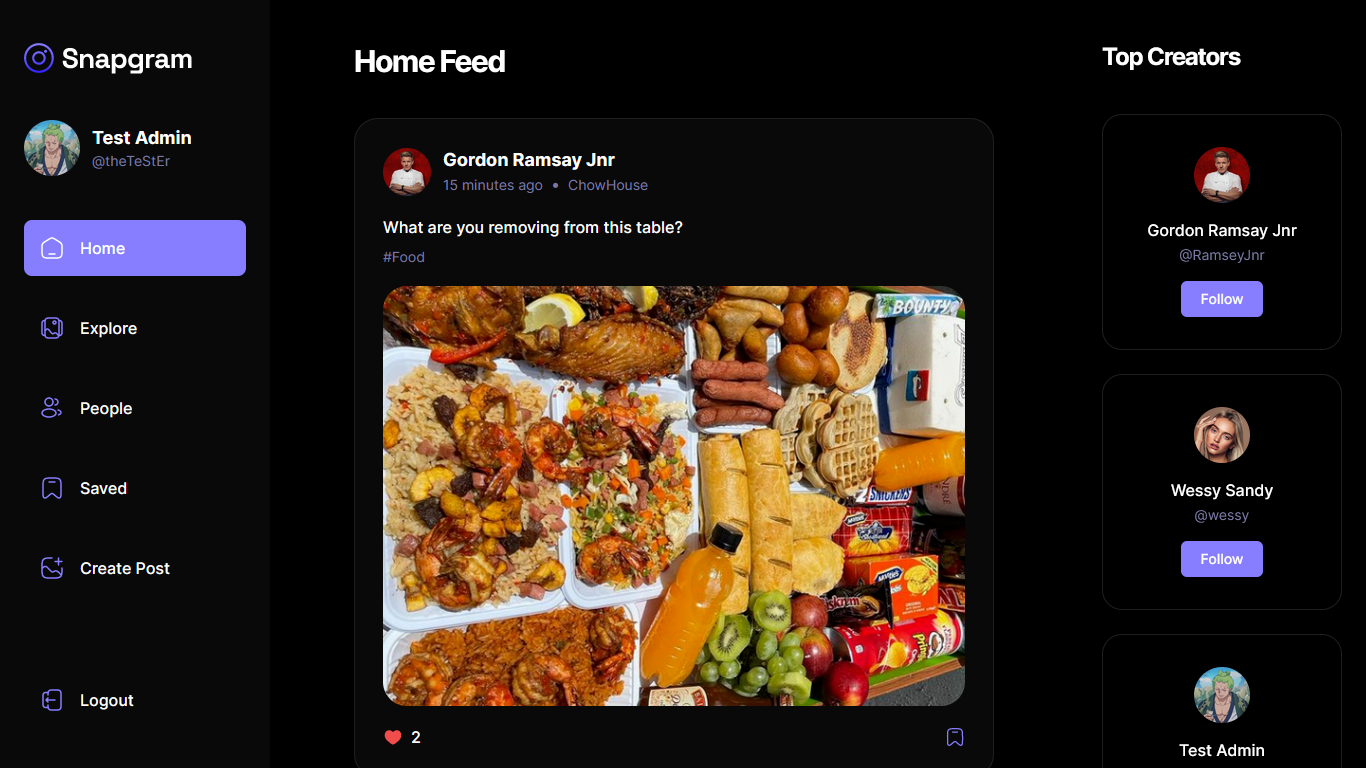 Snapgram
Test Admin
@theTeStEr
Home
Explore
People
Saved
Create Post
Logout
Home Feed
Gordon Ramsay Jnr
15 minutes ago • ChowHouse
What are you removing from this table?
#Food
BOUNTY
SNICKERS
McVitie's
McVitie's
2
Top Creators
Gordon Ramsay Jnr
@RamseyJnr
Follow
Wessy Sandy
@wessy
Follow
Test Admin